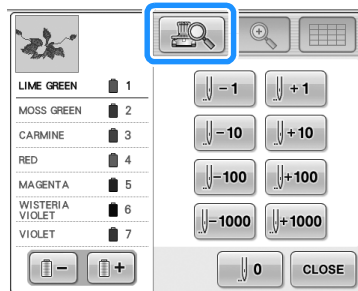 LIME GREEN 1
MOSS GREEN 2
CARMINE 3
RED 4
MAGENTA 5
WISTERIA
VIOLET 6
VIOLET 7
- +
- 1 + 1
- 10 + 10
- 100 + 100
- 1000 + 1000
0 CLOSE